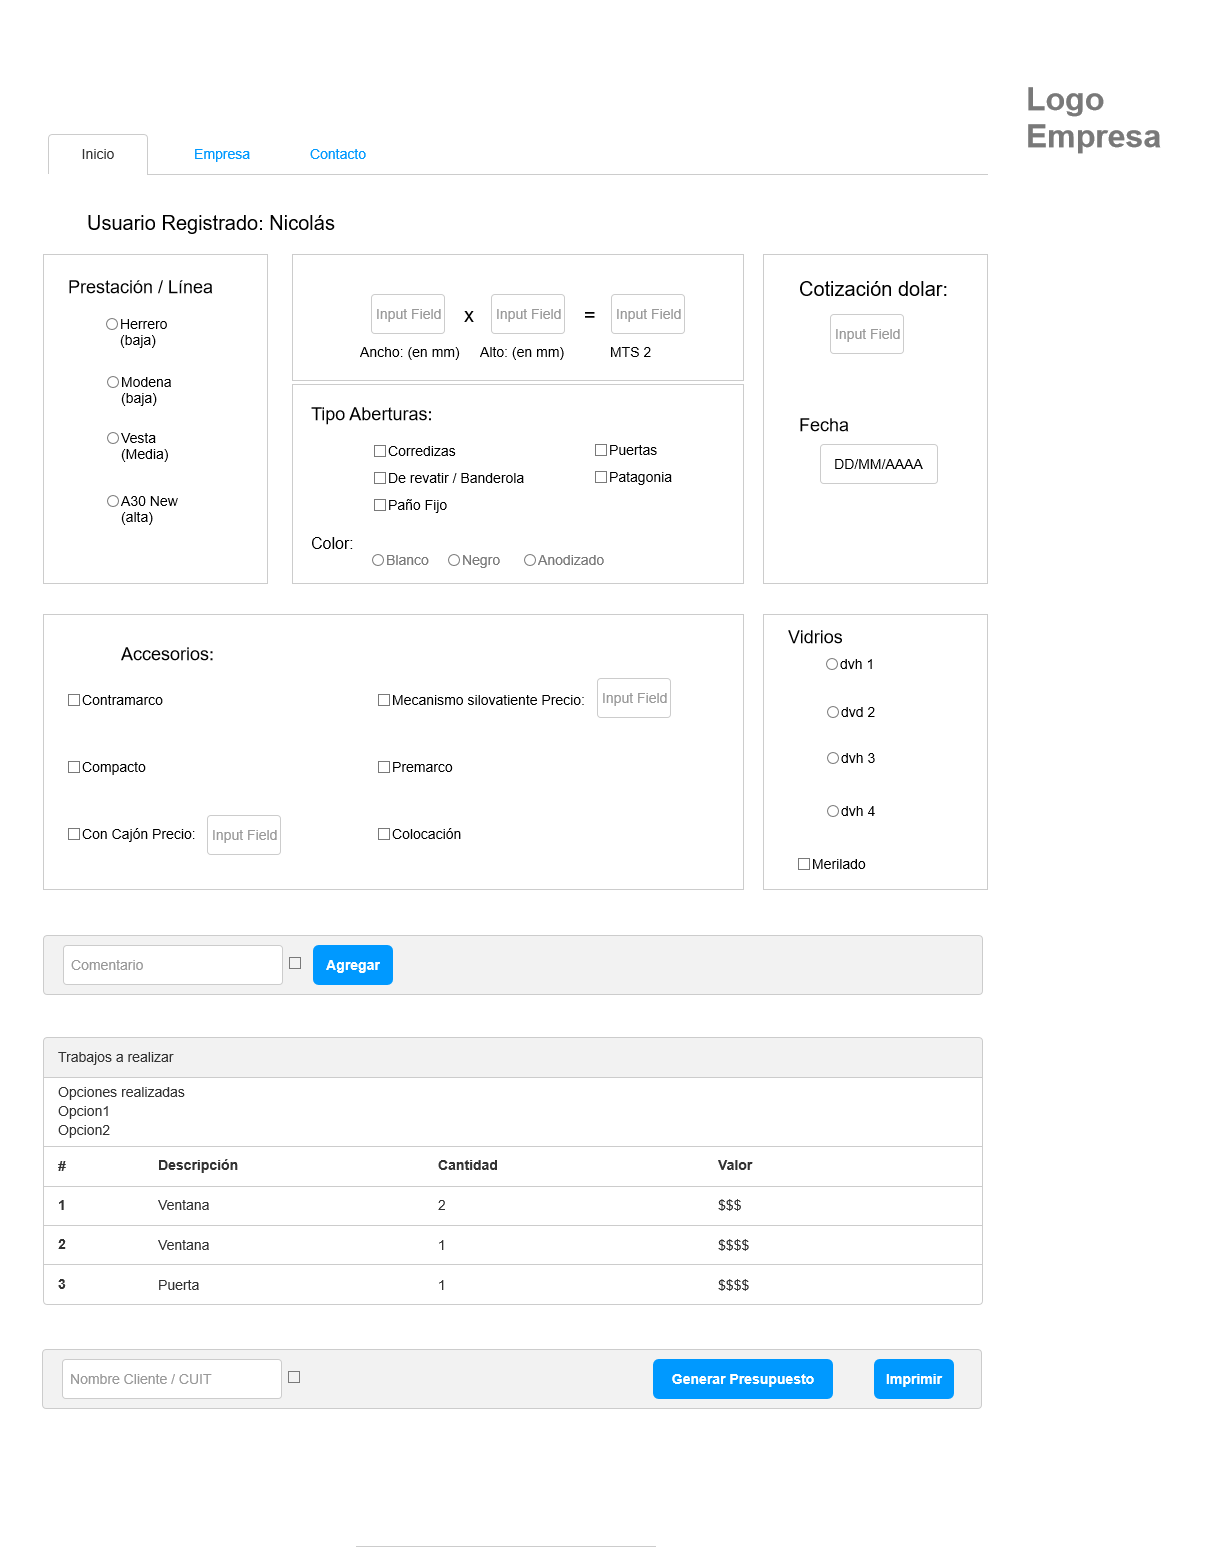 Logo
Empresa
Inicio
Empresa
Contacto
Usuario Registrado: Nicolás
Prestación / Línea
Herrero
(baja)
Modena
(baja)
Vesta
(Media)
A30 New
(alta)
Input Field x Input Field = Input Field
Ancho: (en mm) Alto: (en mm) MTS 2
Tipo Aberturas:
Corredizas
Puertas
De revatir / Banderola
Patagonia
Paño Fijo
Color:
Blanco Negro Anodizado
Cotización dolar:
Input Field
Fecha
DD/MM/AAAA
Accesorios:
Contramarco
Mecanismo silovatiente Precio: Input Field
Compacto
Premarco
Con Cajón Precio: Input Field
Colocación
Vidrios
dvh 1
dvd 2
dvh 3
dvh 4
Merilado
Comentario
Agregar
Trabajos a realizar
Opciones realizadas
Opcion1
Opcion2
# Descripción Cantidad Valor
1 Ventana 2 $$$
2 Ventana 1 $$$$
3 Puerta 1 $$$$
Nombre Cliente / CUIT
Generar Presupuesto
Imprimir